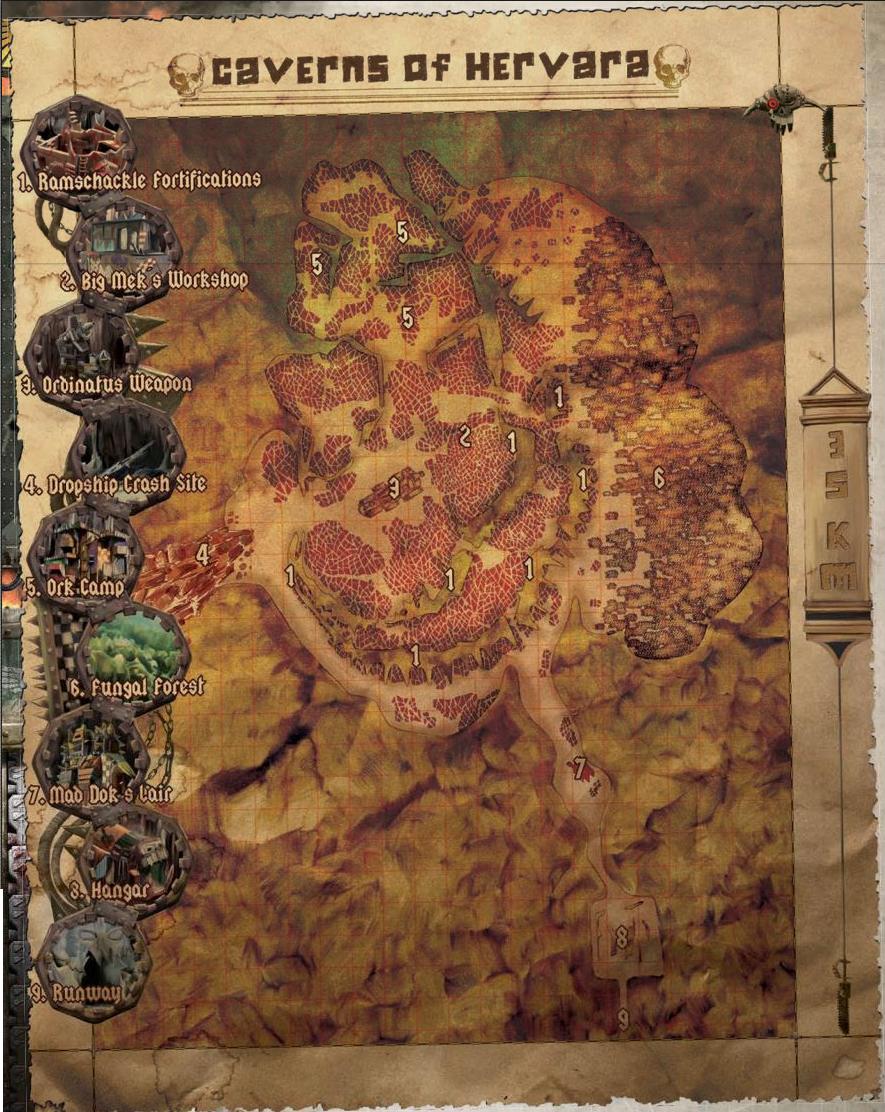 Caverns of Hervara
1. Ramschackle Fortifications
2. Big Mek's Workshop
3. Ordinatus Weapon
4. Dropship Crash Site
5. Ork Camp
6. Fungal Forest
7. Mad Dok's Lair
8. Hangar
9. Runway
5
5
5
1
2
1
3
1
6
4
1
1
1
1
7
8
9
35 KM